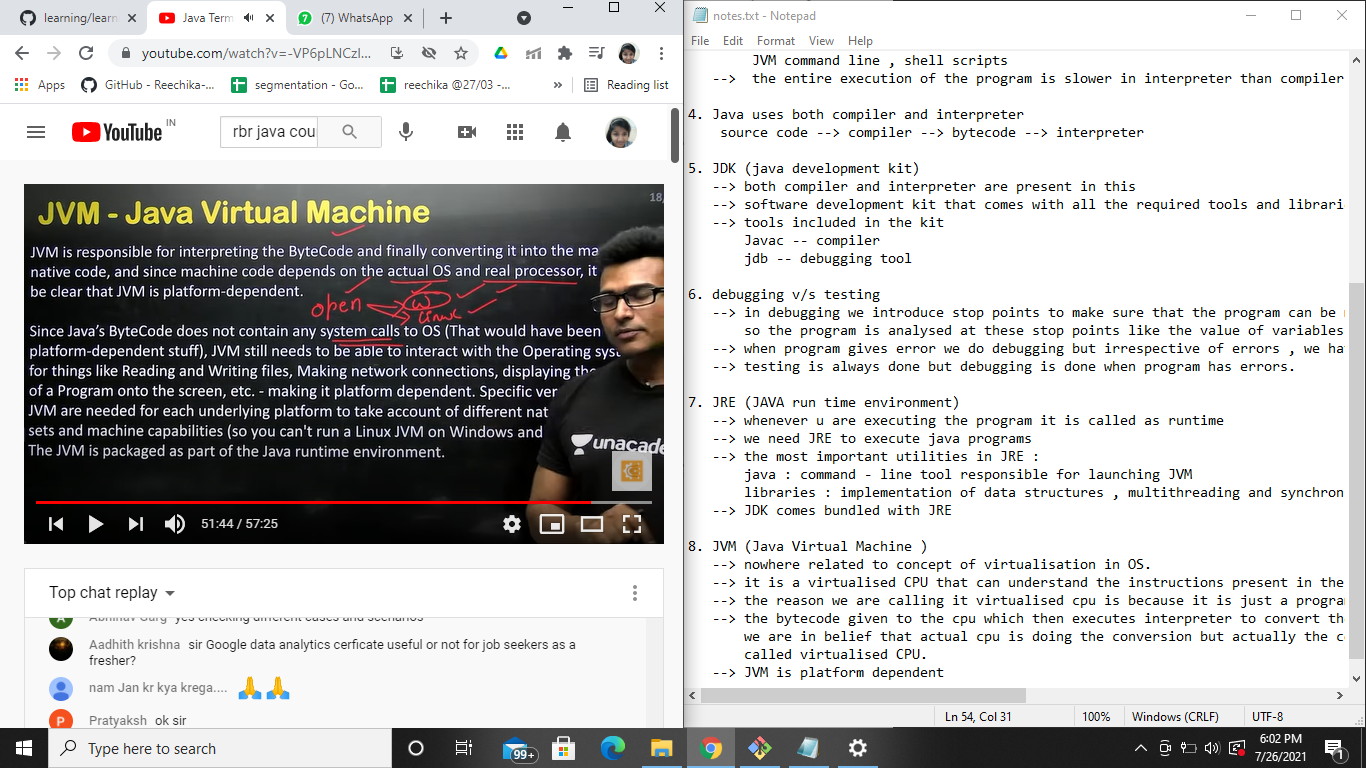 learning/learn
Java Term
(7) WhatsApp
youtube.com/watch?v=-VP6pLNCzI...
Apps
GitHub - Reechika-...
segmentation - Go...
reechika @27/03 -...
»
Reading list
YouTube IN
rbr java cou
18,
JVM - Java Virtual Machine
JVM is responsible for interpreting the ByteCode and finally converting it into the ma
native code, and since machine code depends on the actual OS and real processor, it
be clear that JVM is platform-dependent.
open
W
Linux
Since Java's ByteCode does not contain any system calls to OS (That would have been
platform-dependent stuff), JVM still needs to be able to interact with the Operating syst
for things like Reading and Writing files, Making network connections, displaying the
of a Program onto the screen, etc. - making it platform dependent. Specific ver
JVM are needed for each underlying platform to take account of different nat
sets and machine capabilities (so you can't run a Linux JVM on Windows and
The JVM is packaged as part of the Java runtime environment.
unacade
51:44 / 57:25
Top chat replay
Abhinav Garg yes checking different cases and scenarios
Aadhith krishna sir Google data analytics cerficate useful or not for job seekers as a
fresher?
nam Jan kr kya krega.... 🙏🙏
P Pratyaksh ok sir
notes.txt - Notepad
File Edit Format View Help
JVM command line , shell scripts
--> the entire execution of the program is slower in interpreter than compiler
4. Java uses both compiler and interpreter
source code --> compiler --> bytecode --> interpreter
5. JDK (java development kit)
--> both compiler and interpreter are present in this
--> software development kit that comes with all the required tools and librari
--> tools included in the kit
Javac -- compiler
jdb -- debugging tool
6. debugging v/s testing
--> in debugging we introduce stop points to make sure that the program can be
so the program is analysed at these stop points like the value of variables
--> when program gives error we do debugging but irrespective of errors , we ha
--> testing is always done but debugging is done when program has errors.
7. JRE (JAVA run time environment)
--> whenever u are executing the program it is called as runtime
--> we need JRE to execute java programs
--> the most important utilities in JRE :
java : command - line tool responsible for launching JVM
libraries : implementation of data structures , multithreading and synchron
--> JDK comes bundled with JRE
8. JVM (Java Virtual Machine )
--> nowhere related to concept of virtualisation in OS.
--> it is a virtualised CPU that can understand the instructions present in the
--> the reason we are calling it virtualised cpu is because it is just a progra
--> the bytecode given to the cpu which then executes interpreter to convert th
we are in belief that actual cpu is doing the conversion but actually the c
called virtualised CPU.
--> JVM is platform dependent
Ln 54, Col 31 100% Windows (CRLF) UTF-8
Type here to search
99+
6:02 PM
7/26/2021
1